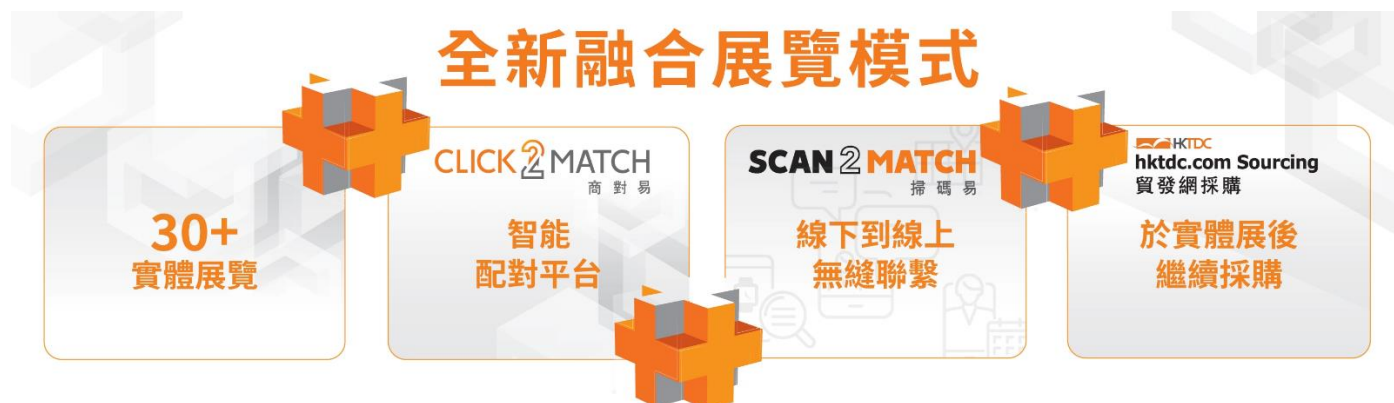 全新融合展覽模式
30+
實體展覽
CLICK2MATCH
商對易
智能
配對平台
SCAN2MATCH
掃碼易
線下到線上
無縫聯繫
HKTDC
hktdc.com Sourcing
貿發網採購
於實體展後
繼續採購